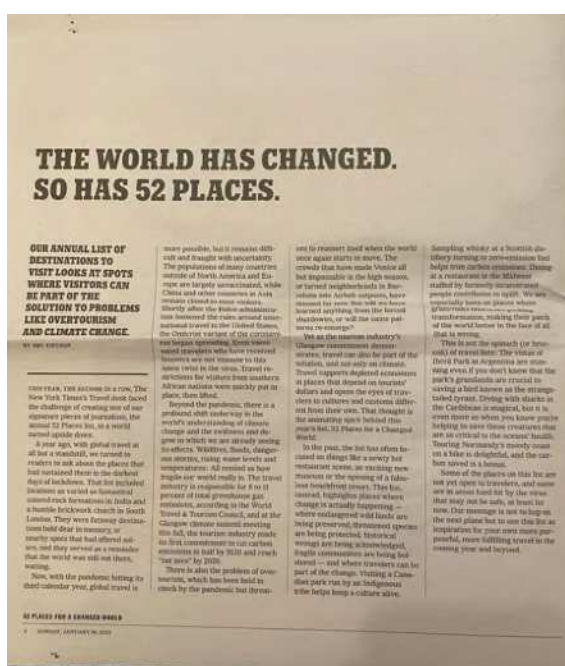 THE WORLD HAS CHANGED.
SO HAS 52 PLACES.
OUR ANNUAL LIST OF
DESTINATIONS TO
VISIT LOOKS AT SPOTS
WHERE VISITORS CAN
BE PART OF THE
SOLUTION TO PROBLEMS
LIKE OVERTOURISM
AND CLIMATE CHANGE.
THIS YEAR, THE SECOND IN A ROW, The
New York Times's Travel desk faced
the challenge of creating one of our
signature pieces of journalism, the
annual 52 Places list, in a world
turned upside down.
A year ago, with global travel at
all but a standstill, we turned to
readers to ask about the places that
had sustained them in the darkest
days of lockdown. That list included
locations as varied as
colored rock formations in India and
a humble brickwork church in South
London. They were faraway destina-
tions held dear in memory, or
nearby spots that had offered sol-
ace, and they served as a reminder
that the world was still out there,
waiting.
Now, with the pandemic hitting its
third calendar year, global travel is
more possible, but it remains diffi-
cult and fraught with uncertainty.
The populations of many countries
outside of North America and Eu-
rope are largely unvaccinated, while
China and other countries in Asia
remain closed to most visitors.
Shortly after the Biden administra-
tion loosened the rules around inter-
national travel to the United States,
the Omicron variant of the coronavi-
rus began spreading. Even vacci-
nated travelers who have received
boosters are not immune to this
latest twist in the virus. Travel re-
strictions for visitors from southern
African nations were quickly put in
place, then lifted.
Beyond the pandemic, there is a
profound shift underway in the
world's understanding of climate
change and the swiftness and de-
gree to which we are already seeing
its effects. Wildfires, floods, danger-
ous storms, rising water levels and
temperatures: All remind us how
fragile our world really is. The travel
industry is responsible for 8 to 11
percent of total greenhouse gas
emissions, according to the World
Travel & Tourism Council, and at the
Glasgow climate summit meeting
this fall, the tourism industry made
its first commitment to cut carbon
emissions in half by 2030 and reach
"net zero" by 2050.
There is also the problem of over-
tourism, which has been held in
check by the pandemic but threat-
ens to reassert itself when the world
once again starts to move. The
crowds that have made Venice all
but impassable in the high season,
or turned neighborhoods in Bar-
celona into Airbnb outposts, have
learned anything from the forced
shutdowns, or will the same pat-
terns re-emerge?
Yet as the tourism industry's
Glasgow commitment demon-
strates, travel can also be part of the
solution, and not only on climate.
Travel supports depleted economies
in places that depend on tourists'
dollars and opens the eyes of trav-
elers to cultures and customs differ-
ent from their own. That thought is
the animating spirit behind this
year's list, 52 Places for a Changed
World.
In the past, the list has often fo-
cused on things like a newly hot
restaurant scene, an exciting new
museum or the opening of a fabu-
lous beachfront resort. This list,
instead, highlights places where
change is actually happening —
where endangered wild lands are
being preserved, threatened species
are being protected, historical
wrongs are being acknowledged,
fragile communities are being bol-
stered — and where travelers can be
part of the change. Visiting a Cana-
dian park run by an Indigenous
tribe helps keep a culture alive.
Sampling whisky at a Scottish dis-
tillery turning to zero-emission fuel
helps trim carbon emissions. Dining
at a restaurant in the Midwest
staffed by formerly incarcerated
people contributes to uplift. We are
especially keen on places where
transformation, making their patch
of the world better in the face of all
that is wrong.
This is not the spinach (or broc-
coli) of travel lists: The vistas of
Third Park in Argentina are stun-
ning even if you don't know that the
park's grasslands are crucial to
saving a bird known as the strange-
tailed tyrant. Diving with sharks in
the Caribbean is magical, but it is
even more so when you know you're
helping to save those creatures that
are so critical to the oceans' health.
Touring Normandy's moody coast
on a bike is delightful, and the car-
bon saved is a bonus.
Some of the places on this list are
not yet open to travelers, and some
are in areas hard hit by the virus
that may not be safe, at least for
now. Our message is not to hop on
the next plane but to use this list as
inspiration for your own more pur-
poseful, more fulfilling travel in the
coming year and beyond.
52 PLACES FOR A CHANGED WORLD
SUNDAY, JANUARY